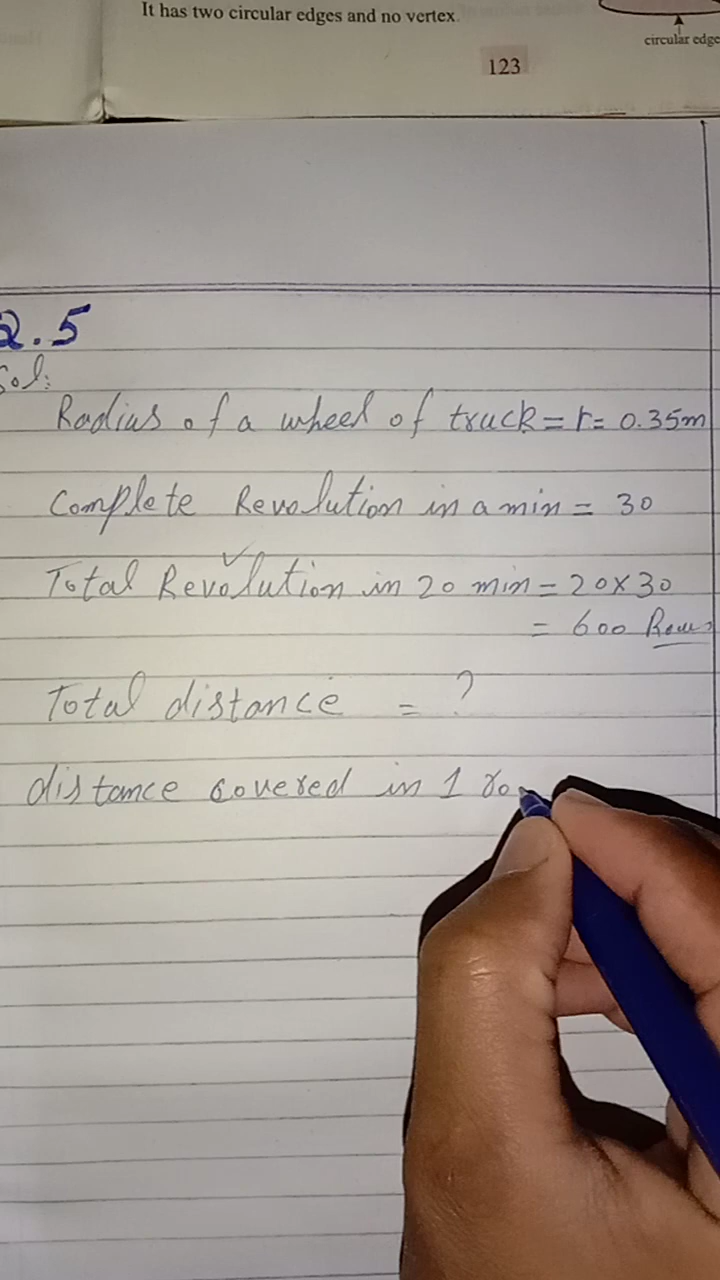 It has two circular edges and no vertex.
circular edge
123
Q.5
Sol:
Radius of a wheel of truck = r = 0.35m
Complete Revolution in a min = 30
Total Revolution in 20 min = 20 x 30
= 600
Total distance = ?
distance covered in 1 ro